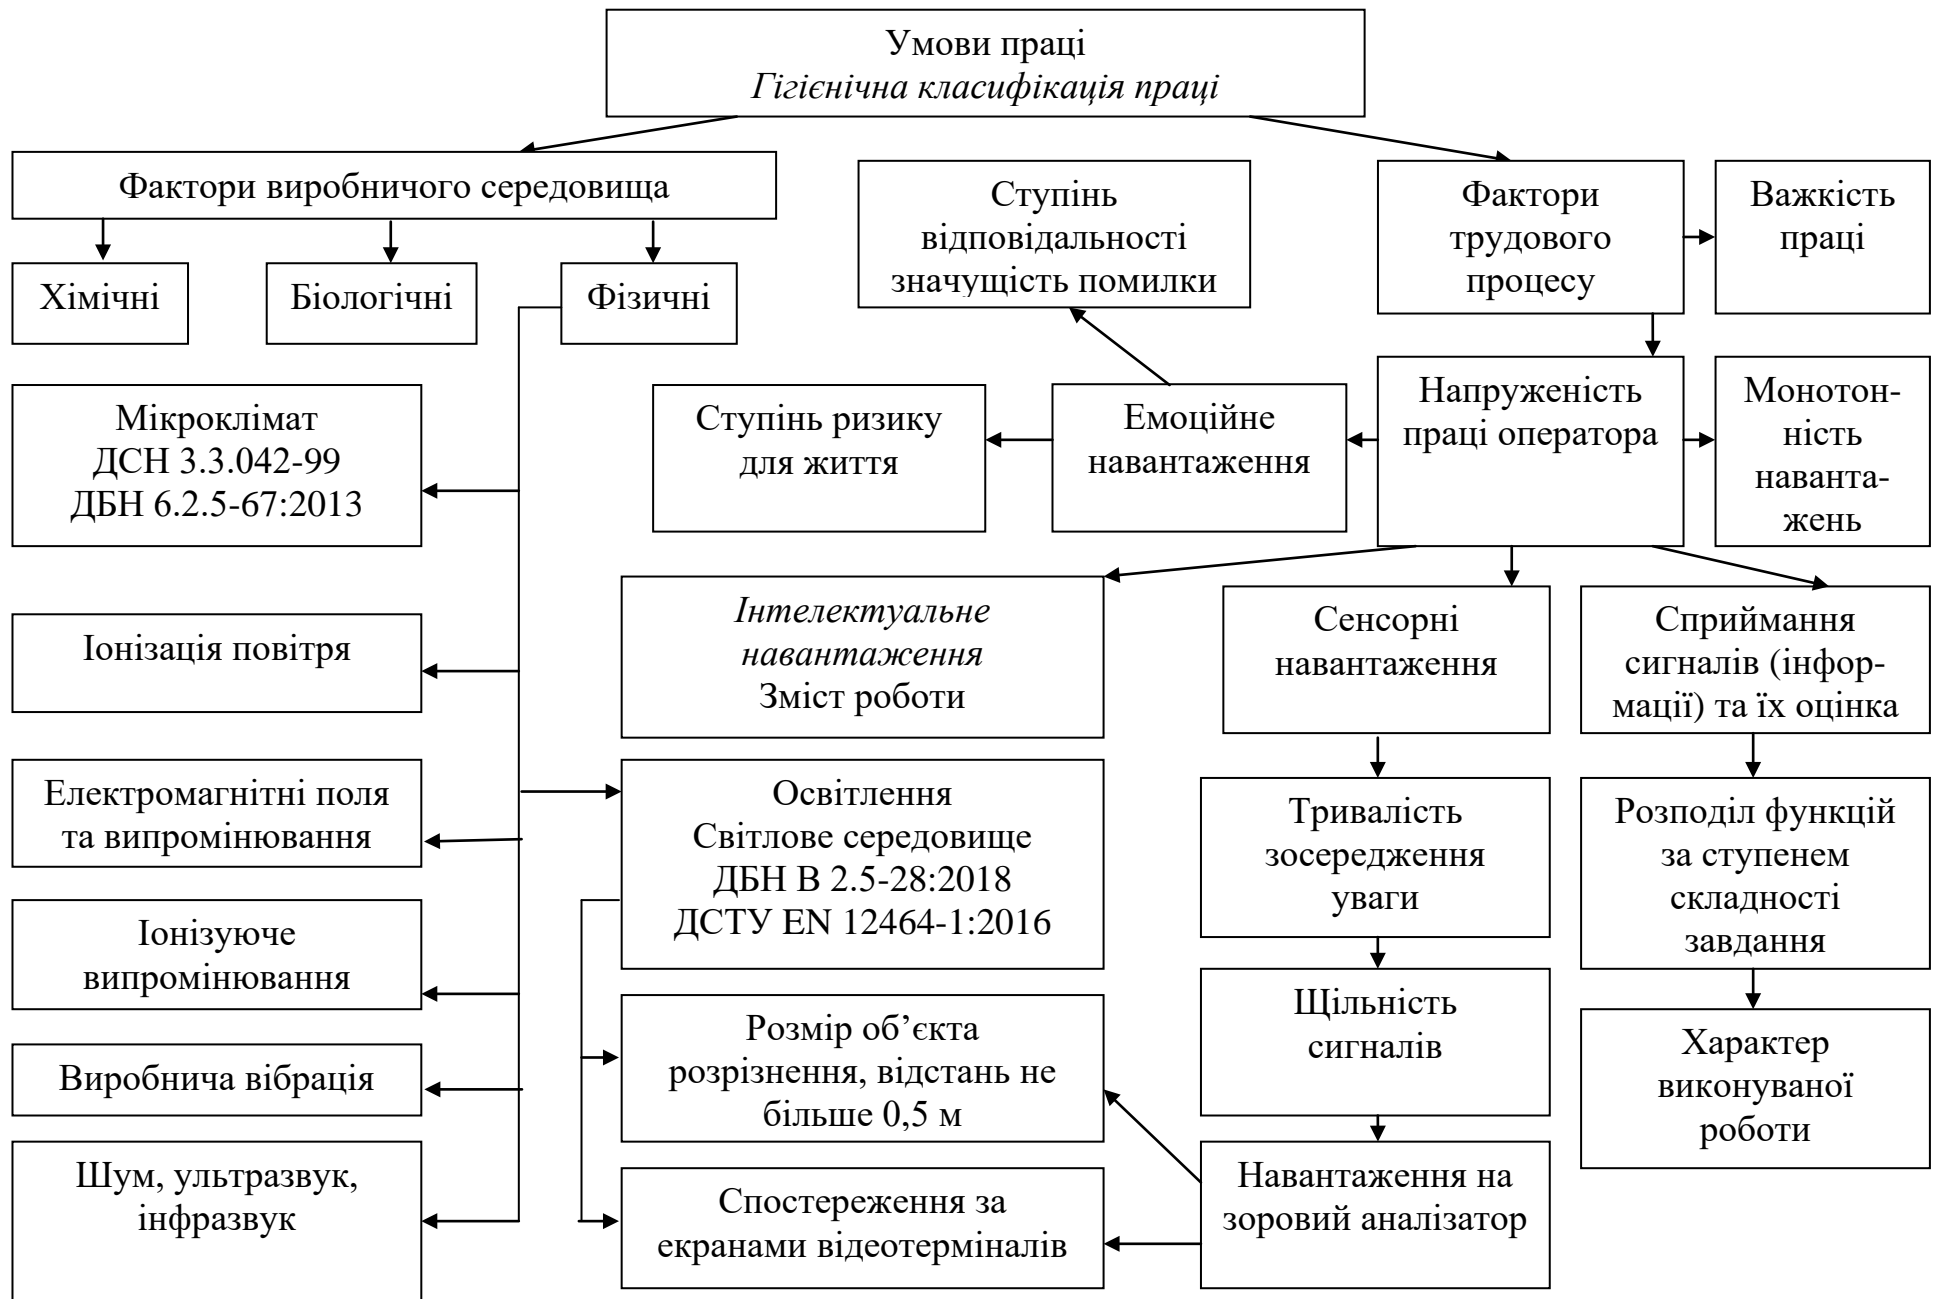 Умови праці
Гігієнічна класифікація праці
Фактори виробничого середовища
Ступінь
відповідальності
значущість помилки
Фактори
трудового
процесу
Важкість
праці
Хімічні
Біологічні
Фізичні
Мікроклімат
ДСН 3.3.042-99
ДБН 6.2.5-67:2013
Ступінь ризику
для життя
Емоційне
навантаження
Напруженість
праці оператора
Монотон-
ність
наванта-
жень
Іонізація повітря
Інтелектуальне
навантаження
Зміст роботи
Сенсорні
навантаження
Сприймання
сигналів (інфор-
мації) та їх оцінка
Електромагнітні поля
та випромінювання
Освітлення
Світлове середовище
ДБН В 2.5-28:2018
ДСТУ EN 12464-1:2016
Тривалість
зосередження
уваги
Розподіл функцій
за ступенем
складності
завдання
Іонізуюче
випромінювання
Розмір об’єкта
розрізнення, відстань не
більше 0,5 м
Щільність
сигналів
Характер
виконуваної
роботи
Виробнича вібрація
Шум, ультразвук,
інфразвук
Спостереження за
екранами відеотерміналів
Навантаження на
зоровий аналізатор